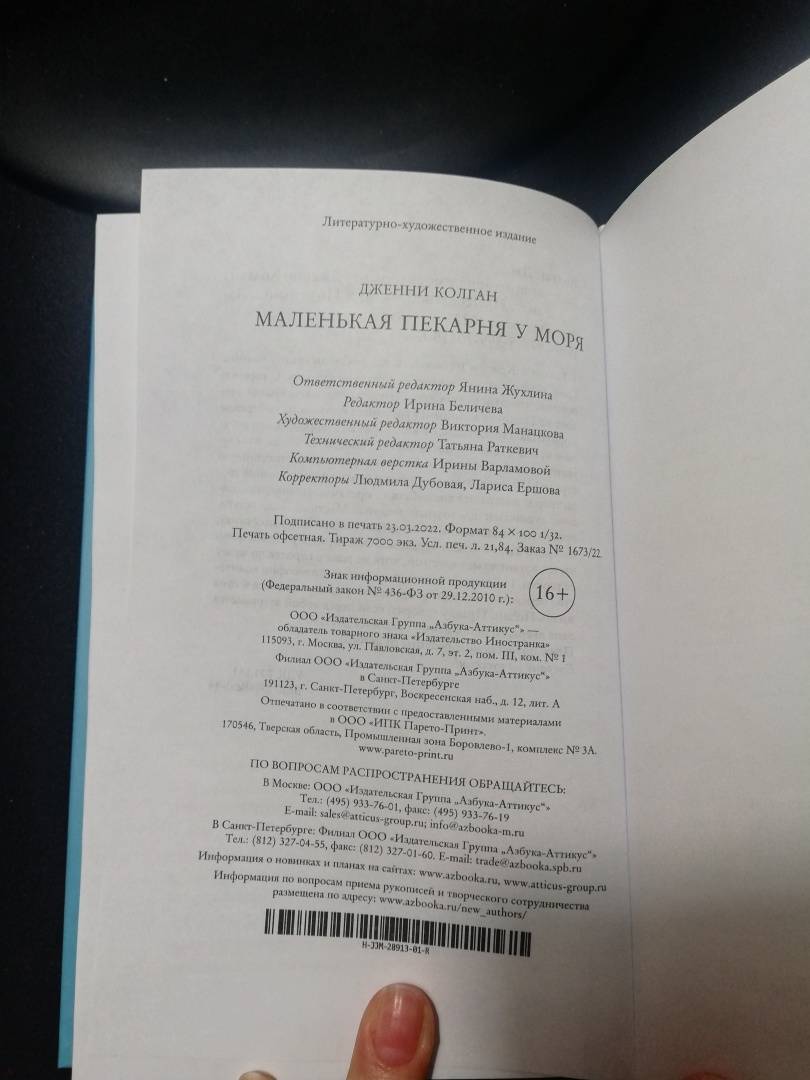 Литературно-художественное издание
ДЖЕННИ КОЛГАН
МАЛЕНЬКАЯ ПЕКАРНЯ У МОРЯ
Ответственный редактор Янина Жухлина
Редактор Ирина Беличева
Художественный редактор Виктория Манацкова
Технический редактор Татьяна Раткевич
Компьютерная верстка Ирины Варламовой
Корректоры Людмила Дубовая, Лариса Ершова
Подписано в печать 23.03.2022. Формат 84 × 100 1/32.
Печать офсетная. Тираж 7000 экз. Усл. печ. л. 21,84. Заказ № 1673/22.
Знак информационной продукции
(Федеральный закон № 436-ФЗ от 29.12.2010 г.):
16+
ООО «Издательская Группа „Азбука-Аттикус“» —
обладатель товарного знака «Издательство Иностранка»
115093, г. Москва, ул. Павловская, д. 7, эт. 2, пом. III, ком. № 1
Филиал ООО «Издательская Группа „Азбука-Аттикус“»
в Санкт-Петербурге
191123, г. Санкт-Петербург, Воскресенская наб., д. 12, лит. А
Отпечатано в соответствии с предоставленными материалами
в ООО «ИПК Парето-Принт».
170546, Тверская область, Промышленная зона Боровлево-1, комплекс № 3А.
www.pareto-print.ru
ПО ВОПРОСАМ РАСПРОСТРАНЕНИЯ ОБРАЩАЙТЕСЬ:
В Москве: ООО «Издательская Группа „Азбука-Аттикус“»
Тел.: (495) 933-76-01, факс: (495) 933-76-19
E-mail: sales@atticus-group.ru; info@azbooka-m.ru
В Санкт-Петербурге: Филиал ООО «Издательская Группа „Азбука-Аттикус“»
Тел.: (812) 327-04-55, факс: (812) 327-01-60. E-mail: trade@azbooka.spb.ru
Информация о новинках и планах на сайтах: www.azbooka.ru, www.atticus-group.ru
Информация по вопросам приема рукописей и творческого сотрудничества
размещена по адресу: www.azbooka.ru/new_authors/
H-JJM-28913-01-R